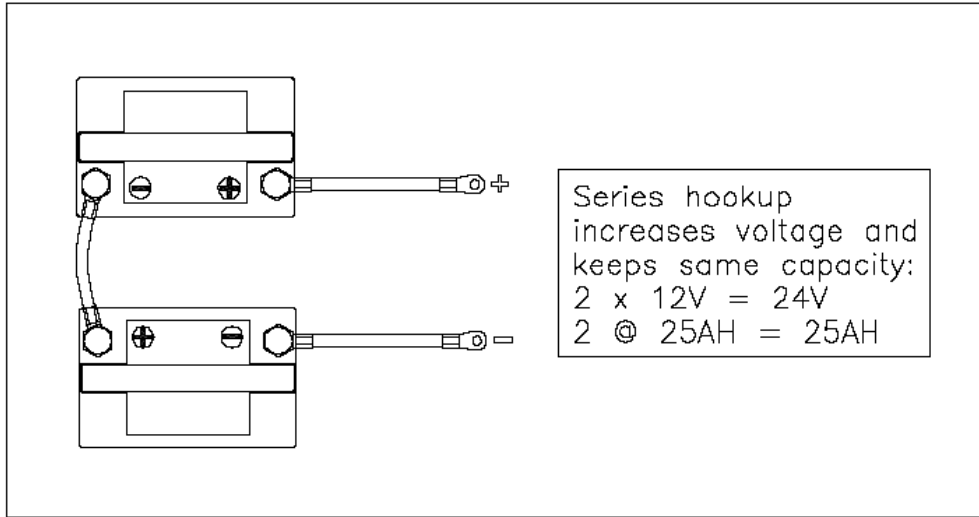 - +
+
+ -
-
Series hookup
increases voltage and
keeps same capacity:
2 x 12V = 24V
2 @ 25AH = 25AH